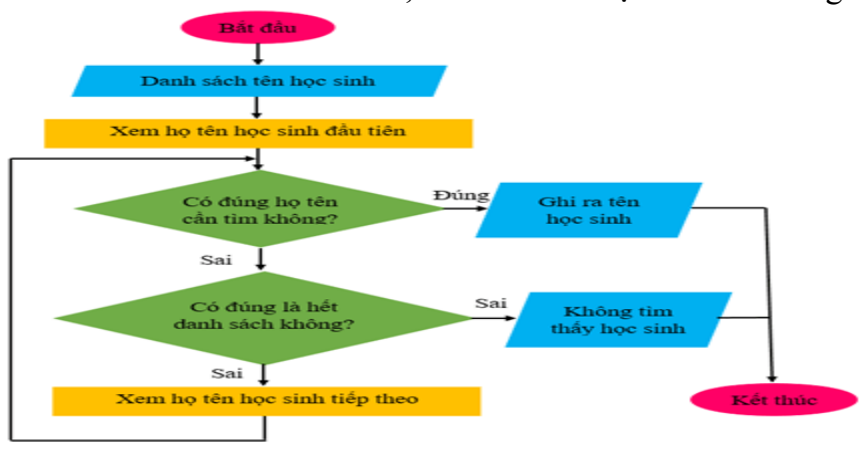 Bắt đầu
Danh sách tên học sinh
Xem họ tên học sinh đầu tiên
Có đúng họ tên
cần tìm không?
Đúng
Ghi ra tên
học sinh
Sai
Có đúng là hết
danh sách không?
Sai
Không tìm
thấy học sinh
Sai
Xem họ tên học sinh tiếp theo
Kết thúc